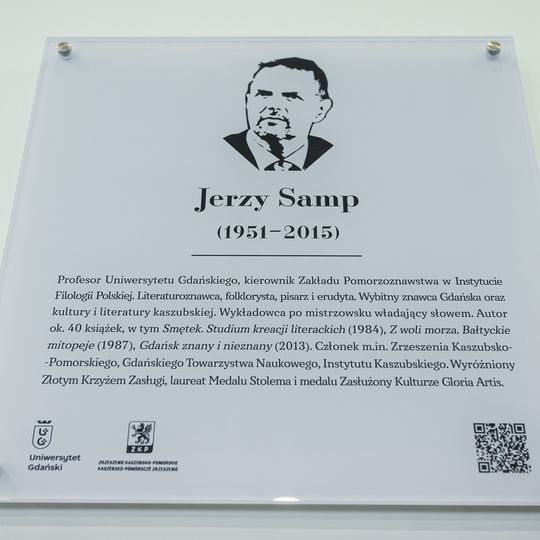 Jerzy Samp
(1951–2015)
Profesor Uniwersytetu Gdańskiego, kierownik Zakładu Pomorzoznawstwa w Instytucie
Filologii Polskiej. Literaturoznawca, folklorysta, pisarz i erudyta. Wybitny znawca Gdańska oraz
kultury i literatury kaszubskiej. Wykładowca po mistrzowsku władający słowem. Autor
ok. 40 książek, w tym Smętek. Studium kreacji literackich (1984), Z woli morza. Bałtyckie
mitopeje (1987), Gdańsk znany i nieznany (2013). Członek m.in. Zrzeszenia Kaszubsko-
-Pomorskiego, Gdańskiego Towarzystwa Naukowego, Instytutu Kaszubskiego. Wyróżniony
Złotym Krzyżem Zasługi, laureat Medalu Stolema i medalu Zasłużony Kulturze Gloria Artis.
Uniwersytet
Gdański
ZKP
ZRZESZENIE KASZUBSKO-POMORSKIE
KASZËBSKÒ-PÒMÒRSCZÉ ZRZESZENIÉ